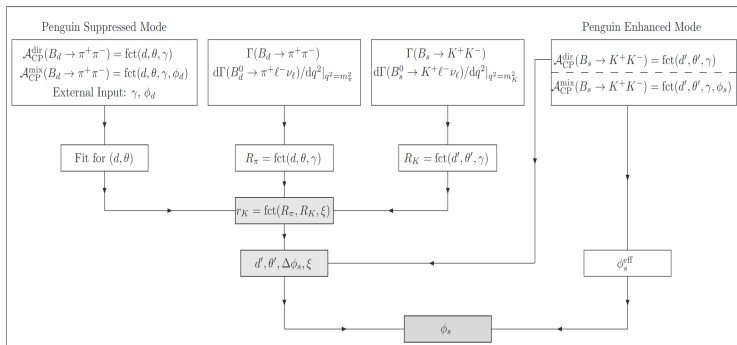 Penguin Suppressed Mode
Penguin Enhanced Mode
𝒜_CP^dir(B_d → π⁺π⁻) = fct(d, θ, γ)
𝒜_CP^mix(B_d → π⁺π⁻) = fct(d, θ, γ, ϕ_d)
External Input: γ, ϕ_d
Γ(B_d → π⁺π⁻)
dΓ(B_d^0 → π⁺ℓ⁻ν_ℓ)/dq²|_{q²=m_π²}
Γ(B_s → K⁺K⁻)
dΓ(B_s^0 → K⁺ℓ⁻ν_ℓ)/dq²|_{q²=m_K²}
𝒜_CP^dir(B_s → K⁺K⁻) = fct(d′, θ′, γ)
𝒜_CP^mix(B_s → K⁺K⁻) = fct(d′, θ′, γ, ϕ_s)
Fit for (d, θ)
R_π = fct(d, θ, γ)
R_K = fct(d′, θ′, γ)
r_K = fct(R_π, R_K, ξ)
d′, θ′, Δϕ_s, ξ
ϕ_s^eff
ϕ_s